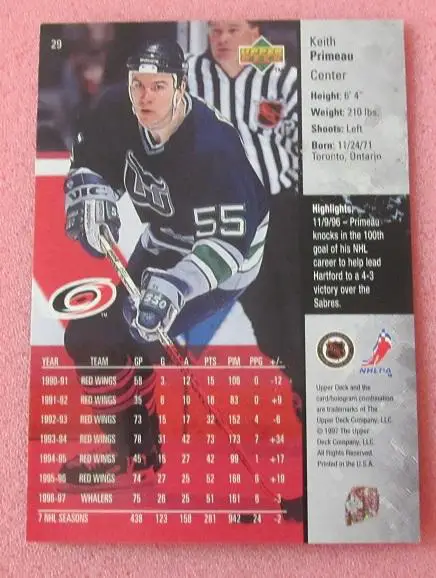 29
UPPER DECK
TM
Keith
Primeau
Center
Height: 6' 4"
Weight: 210 lbs.
Shoots: Left
Born: 11/24/71
Toronto, Ontario
55
Highlights:
11/9/96 – Primeau
knocks in the 100th
goal of his NHL
career to help lead
Hartford to a 4-3
victory over the
Sabres.
TM
NHLPA
YEAR TEAM GP G A PTS PIM PPG +/-
1990-91 RED WINGS 58 3 12 15 106 0 -12
1991-92 RED WINGS 35 6 10 16 83 0 +9
1992-93 RED WINGS 73 15 17 32 152 4 -6
1993-94 RED WINGS 78 31 42 73 173 7 +34
1994-95 RED WINGS 45 15 27 42 99 1 +17
1995-96 RED WINGS 74 27 25 52 168 +19
1996-97 WHALERS 75 26 25 51 161 6 -3
7 NHL SEASONS 438 123 158 281 942 24
Upper Deck and the
card/hologram combination
are trademarks of The
Upper Deck Company, LLC.
© 1997 The Upper
Deck Company, LLC.
All Rights Reserved.
Printed in the U.S.A.